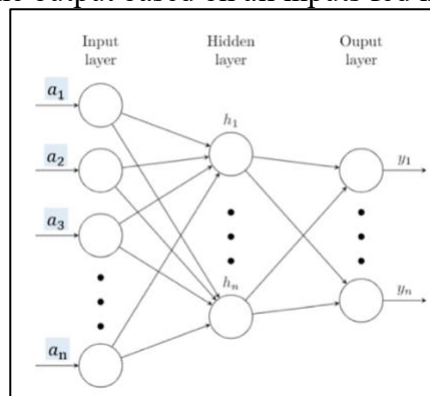 Input
layer
Hidden
layer
Ouput
layer
a₁
a₂
a₃
aₙ
h₁
hₙ
y₁
yₙ